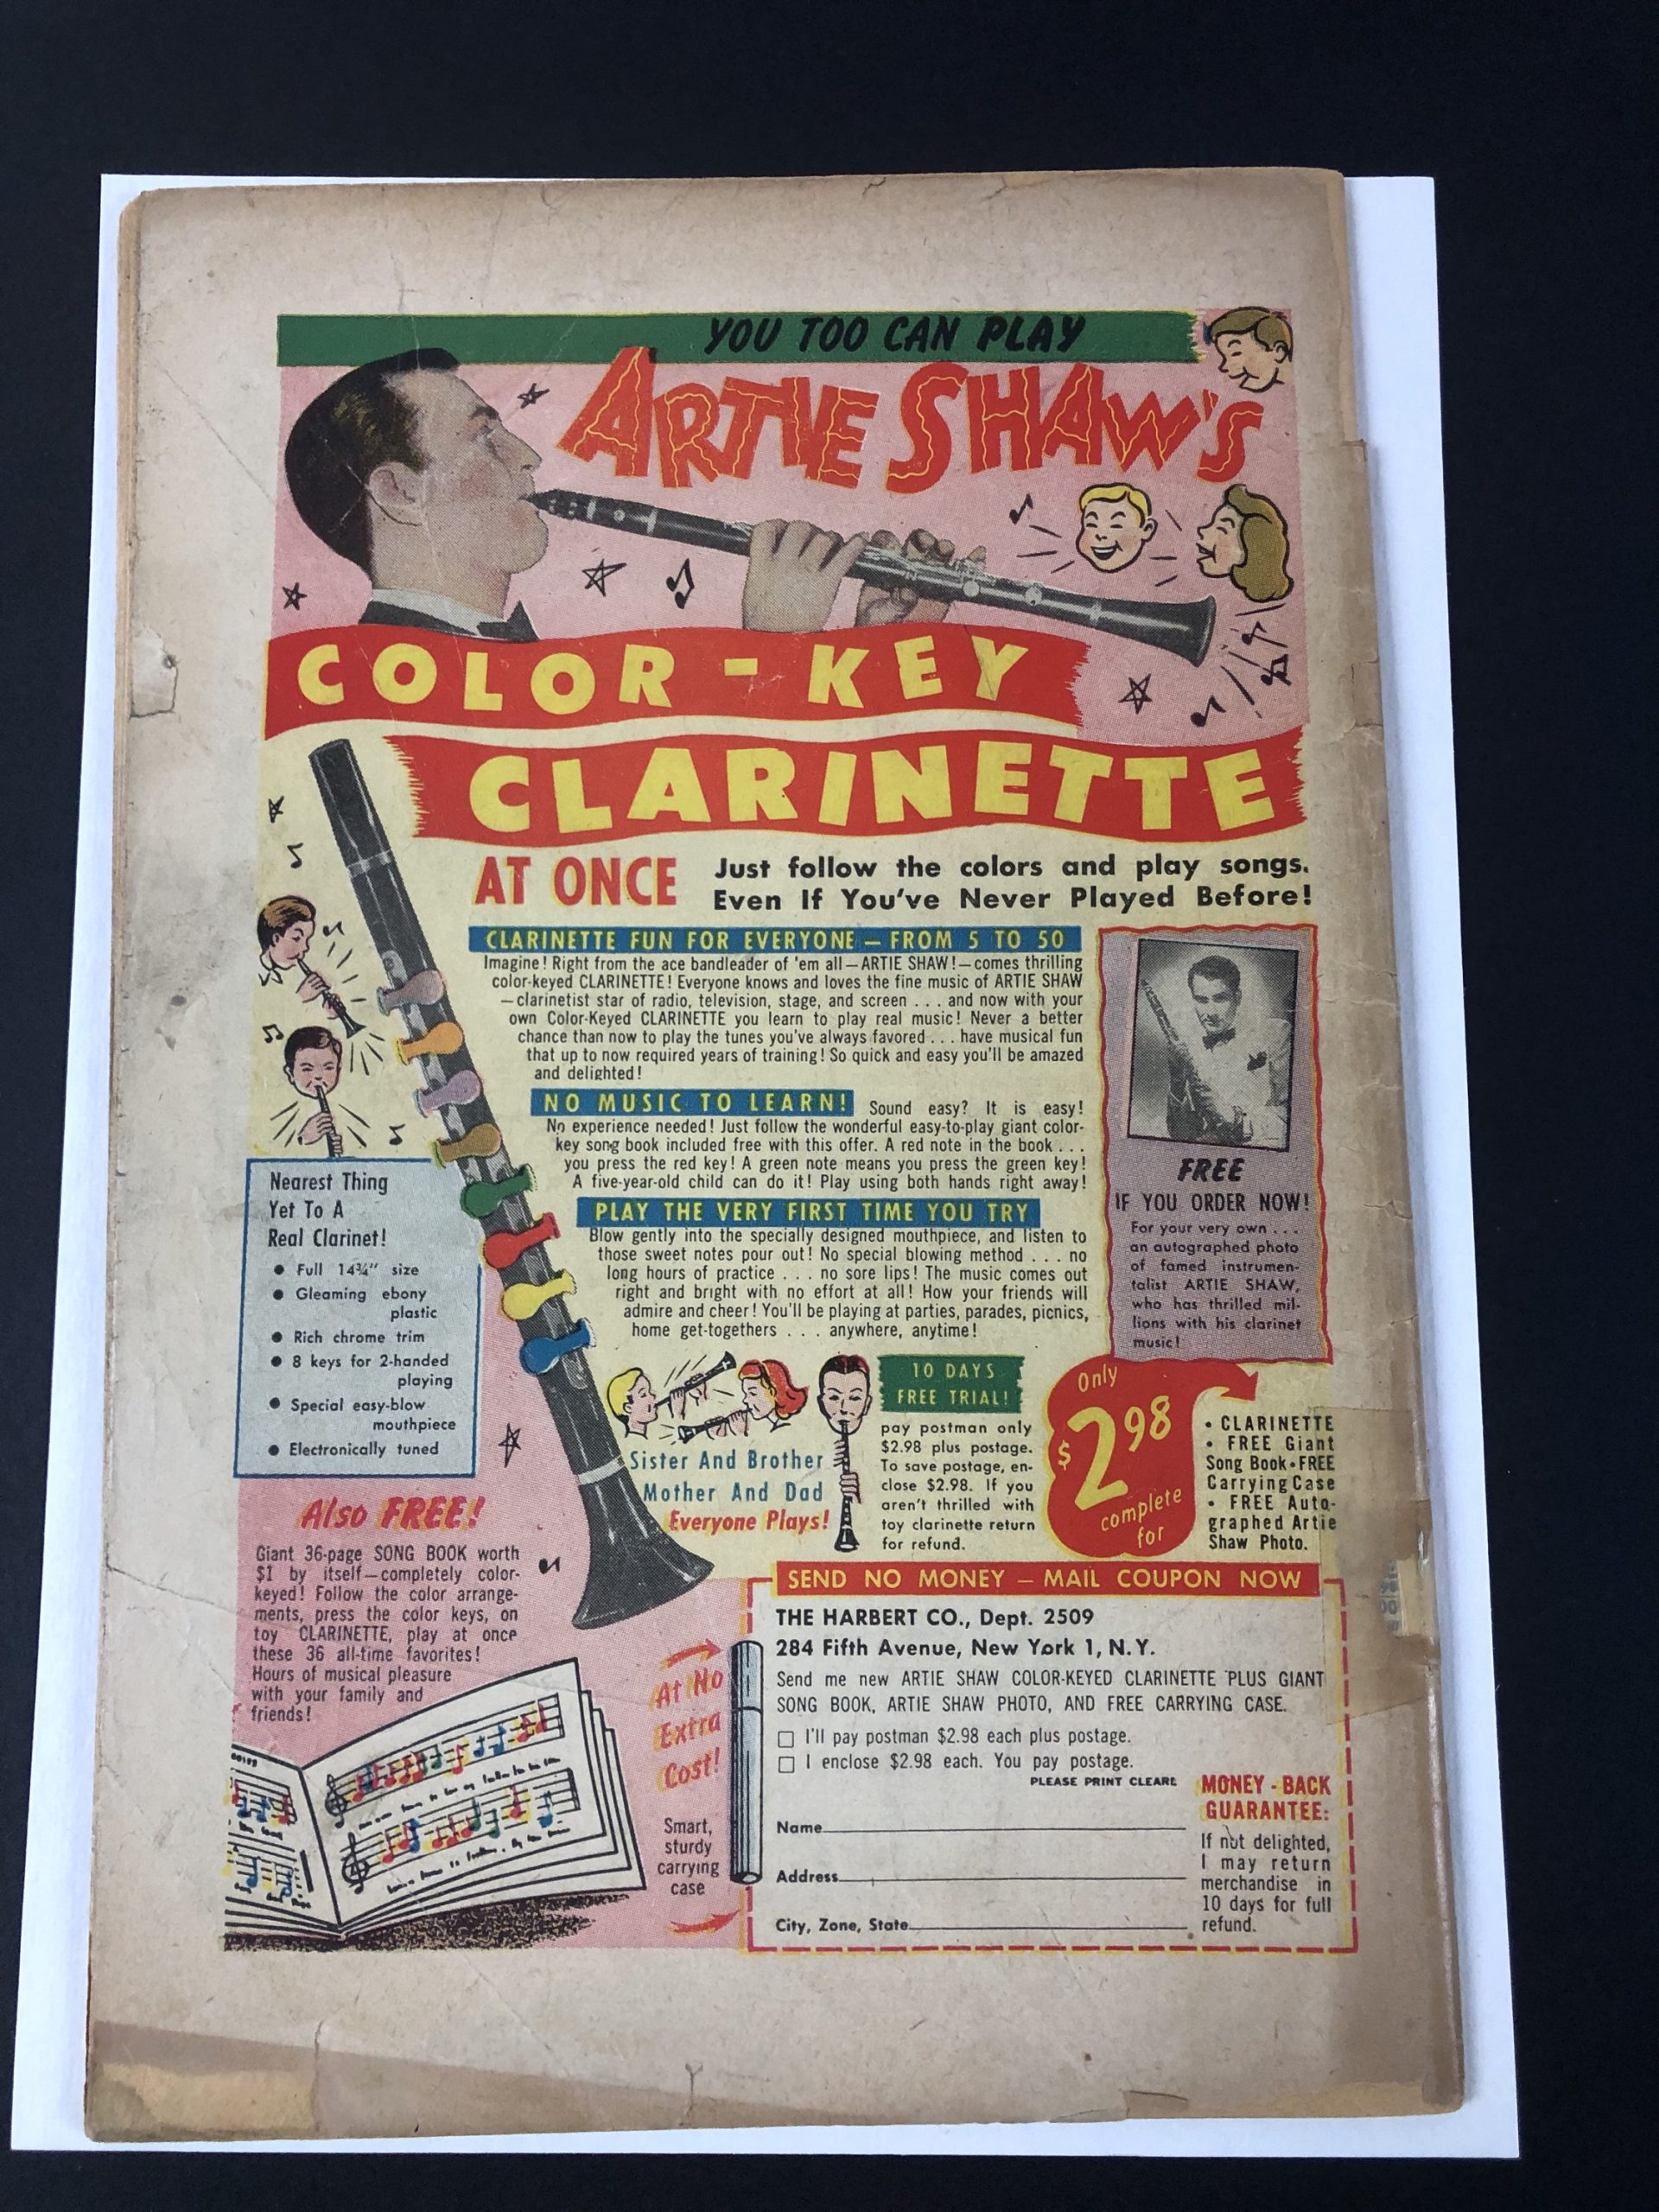 YOU TOO CAN PLAY
ARTIE SHAW'S
COLOR-KEY
CLARINETTE
AT ONCE
Just follow the colors and play songs.
Even If You've Never Played Before!
CLARINETTE FUN FOR EVERYONE — FROM 5 TO 50
Imagine! Right from the ace bandleader of 'em all—ARTIE SHAW!—comes thrilling
color-keyed CLARINETTE! Everyone knows and loves the fine music of ARTIE SHAW
—clarinetist star of radio, television, stage, and screen . . . and now with your
own Color-Keyed CLARINETTE you learn to play real music! Never a better
chance than now to play the tunes you've always favored . . . have musical fun
that up to now required years of training! So quick and easy you'll be amazed
and delighted!
NO MUSIC TO LEARN! Sound easy? It is easy!
No experience needed! Just follow the wonderful easy-to-play giant color-
key song book included free with this offer. A red note in the book . . .
you press the red key! A green note means you press the green key!
A five-year-old child can do it! Play using both hands right away!
PLAY THE VERY FIRST TIME YOU TRY
Blow gently into the specially designed mouthpiece, and listen to
those sweet notes pour out! No special blowing method . . . no
long hours of practice . . . no sore lips! The music comes out
right and bright with no effort at all! How your friends will
admire and cheer! You'll be playing at parties, parades, picnics,
home get-togethers . . . anywhere, anytime!
FREE
IF YOU ORDER NOW!
For your very own . . .
an autographed photo
of famed instrumen-
talist ARTIE SHAW,
who has thrilled mil-
lions with his clarinet
music!
Nearest Thing
Yet To A
Real Clarinet!
● Full 14¾" size
● Gleaming ebony
plastic
● Rich chrome trim
● 8 keys for 2-handed
playing
● Special easy-blow
mouthpiece
● Electronically tuned
Sister And Brother
Mother And Dad
Everyone Plays!
10 DAYS
FREE TRIAL!
pay postman only
$2.98 plus postage.
To save postage, en-
close $2.98. If you
aren't thrilled with
toy clarinette return
for refund.
Only
$2.98
complete
for
• CLARINETTE
• FREE Giant
Song Book • FREE
Carrying Case
• FREE Auto-
graphed Artie
Shaw Photo.
Also FREE!
Giant 36-page SONG BOOK worth
$1 by itself—completely color-
keyed! Follow the color arrange-
ments, press the color keys, on
toy CLARINETTE, play at once
these 36 all-time favorites!
Hours of musical pleasure
with your family and
friends!
At No
Extra
Cost!
Smart,
sturdy
carrying
case
SEND NO MONEY — MAIL COUPON NOW
THE HARBERT CO., Dept. 2509
284 Fifth Avenue, New York 1, N.Y.
Send me new ARTIE SHAW COLOR-KEYED CLARINETTE PLUS GIANT
SONG BOOK, ARTIE SHAW PHOTO, AND FREE CARRYING CASE.
☐ I'll pay postman $2.98 each plus postage.
☐ I enclose $2.98 each. You pay postage.
PLEASE PRINT CLEARL
Name
Address
City, Zone, State
MONEY-BACK
GUARANTEE:
If not delighted,
I may return
merchandise in
10 days for full
refund.